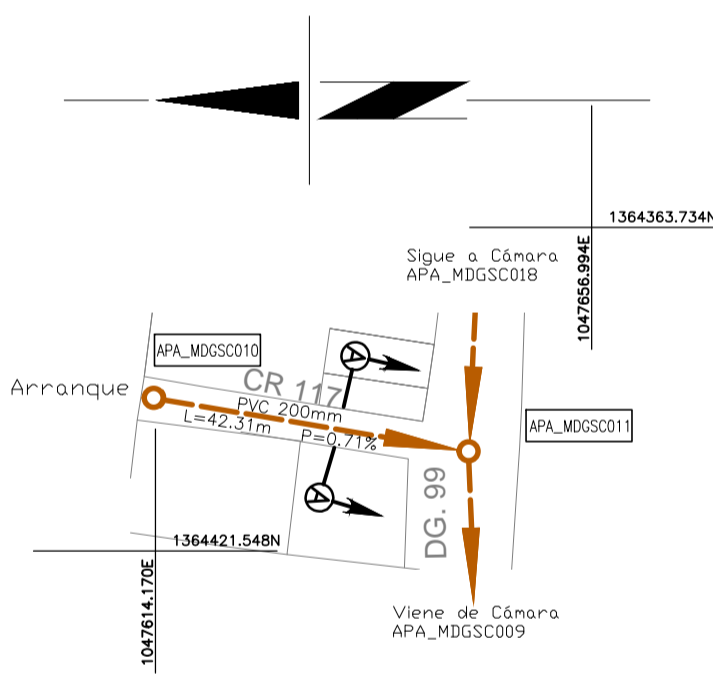 1364363.734N
1047656.994E
Sigue a Cámara
APA_MDGSC018
APA_MDGSC010
Arranque
CR 117
PVC 200mm
L=42.31m
P=0.71%
A
A
APA_MDGSC011
DG. 99
1364421.548N
1047614.170E
Viene de Cámara
APA_MDGSC009